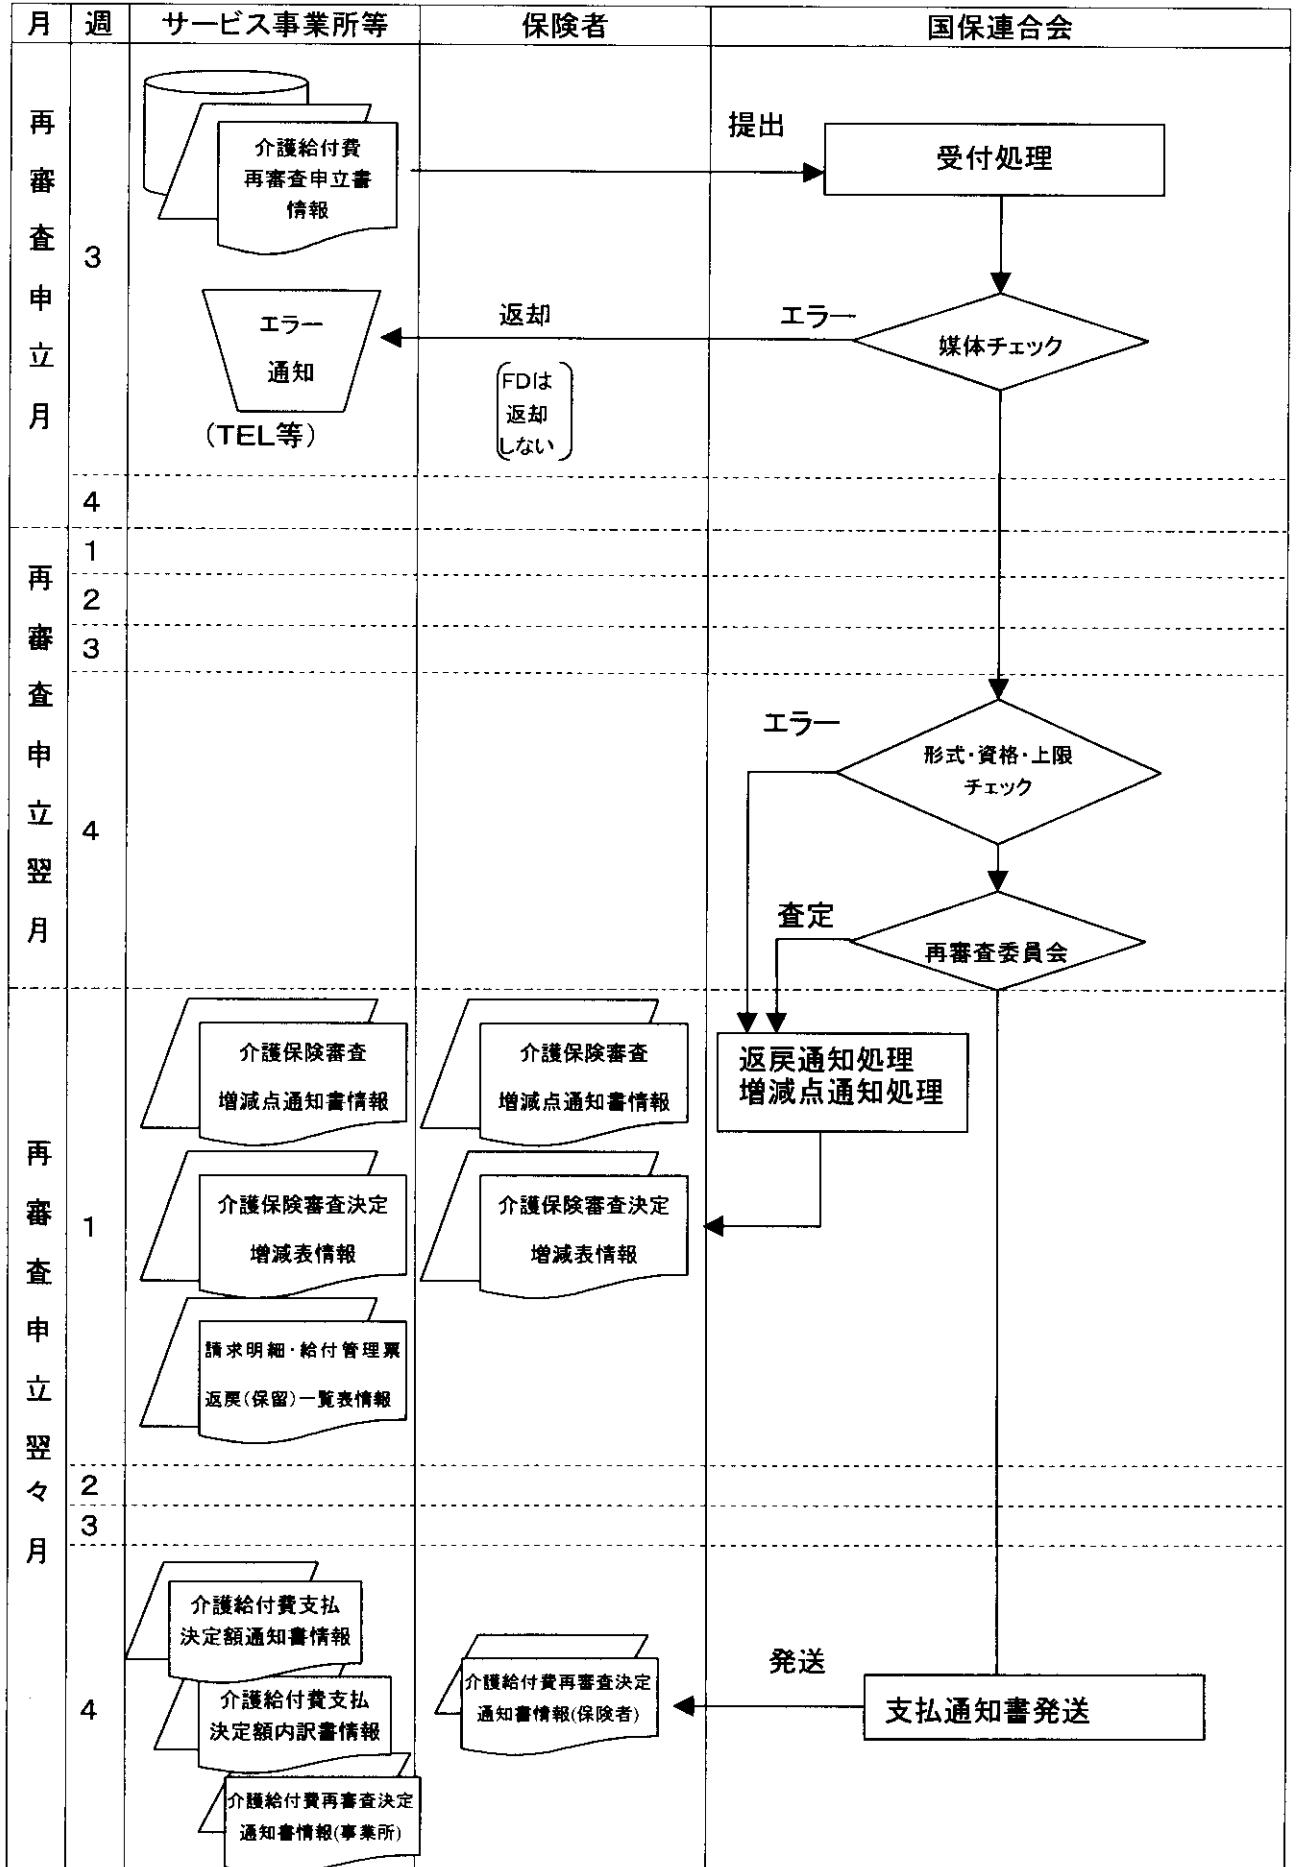 月 週 サービス事業所等 保険者 国保連合会
再審査申立月
3
介護給付費
再審査申立書
情報
提出
受付処理
エラー
通知
(TEL等)
返却
FDは
返却
しない
エラー
媒体チェック
4
再審査申立翌月
1
2
3
4
エラー
形式・資格・上限
チェック
査定
再審査委員会
再審査申立翌々月
1
介護保険審査
増減点通知書情報
介護保険審査
増減点通知書情報
返戻通知処理
増減点通知処理
介護保険審査決定
増減表情報
介護保険審査決定
増減表情報
請求明細・給付管理票
返戻(保留)一覧表情報
2
3
4
介護給付費支払
決定額通知書情報
介護給付費支払
決定額内訳書情報
介護給付費再審査決定
通知書情報(事業所)
介護給付費再審査決定
通知書情報(保険者)
発送
支払通知書発送